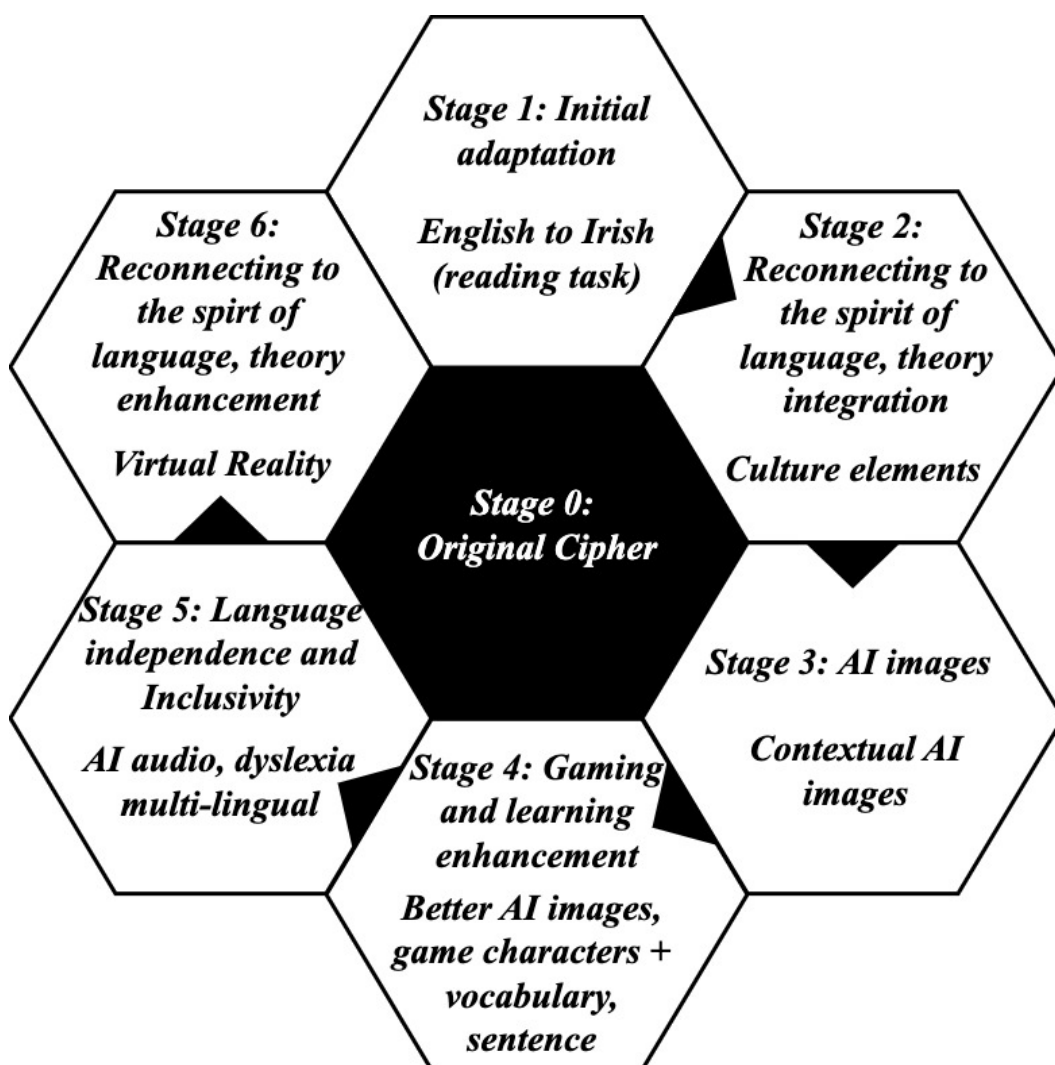 Stage 1: Initial
adaptation
English to Irish
(reading task)
Stage 2:
Reconnecting to
the spirit of
language, theory
integration
Culture elements
Stage 3: AI images
Contextual AI
images
Stage 4: Gaming
and learning
enhancement
Better AI images,
game characters +
vocabulary,
sentence
Stage 5: Language
independence and
Inclusivity
AI audio, dyslexia
multi-lingual
Stage 6:
Reconnecting to
the spirt of
language, theory
enhancement
Virtual Reality
Stage 0:
Original Cipher